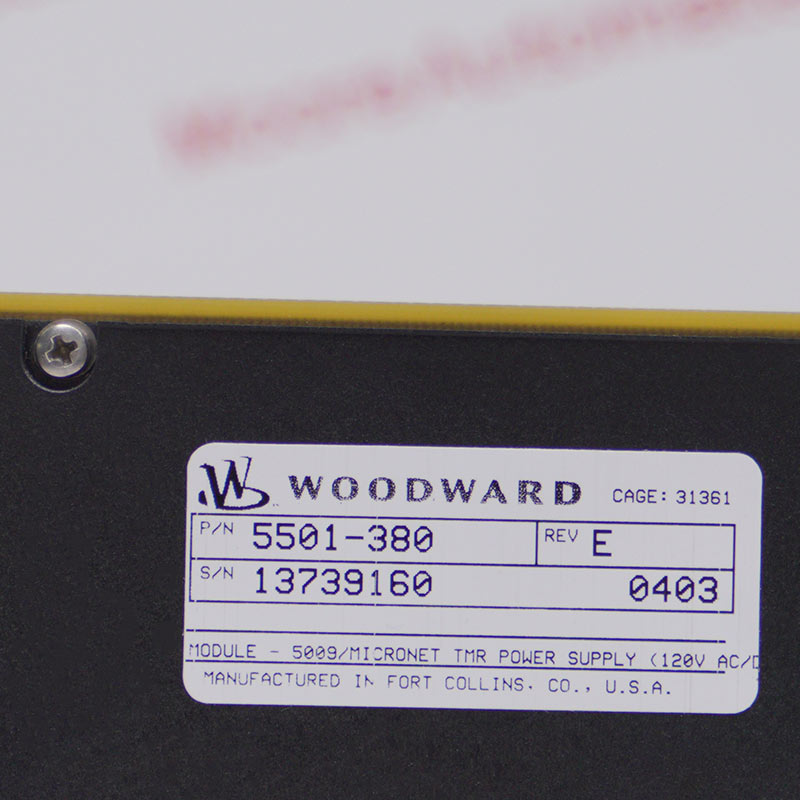 WOODWARD CAGE: 31361
P/N 5501-380 REV E
S/N 13739160 0403
MODULE - 5009/MICRONET TMR POWER SUPPLY (120V AC/D
MANUFACTURED IN FORT COLLINS. CO., U.S.A.